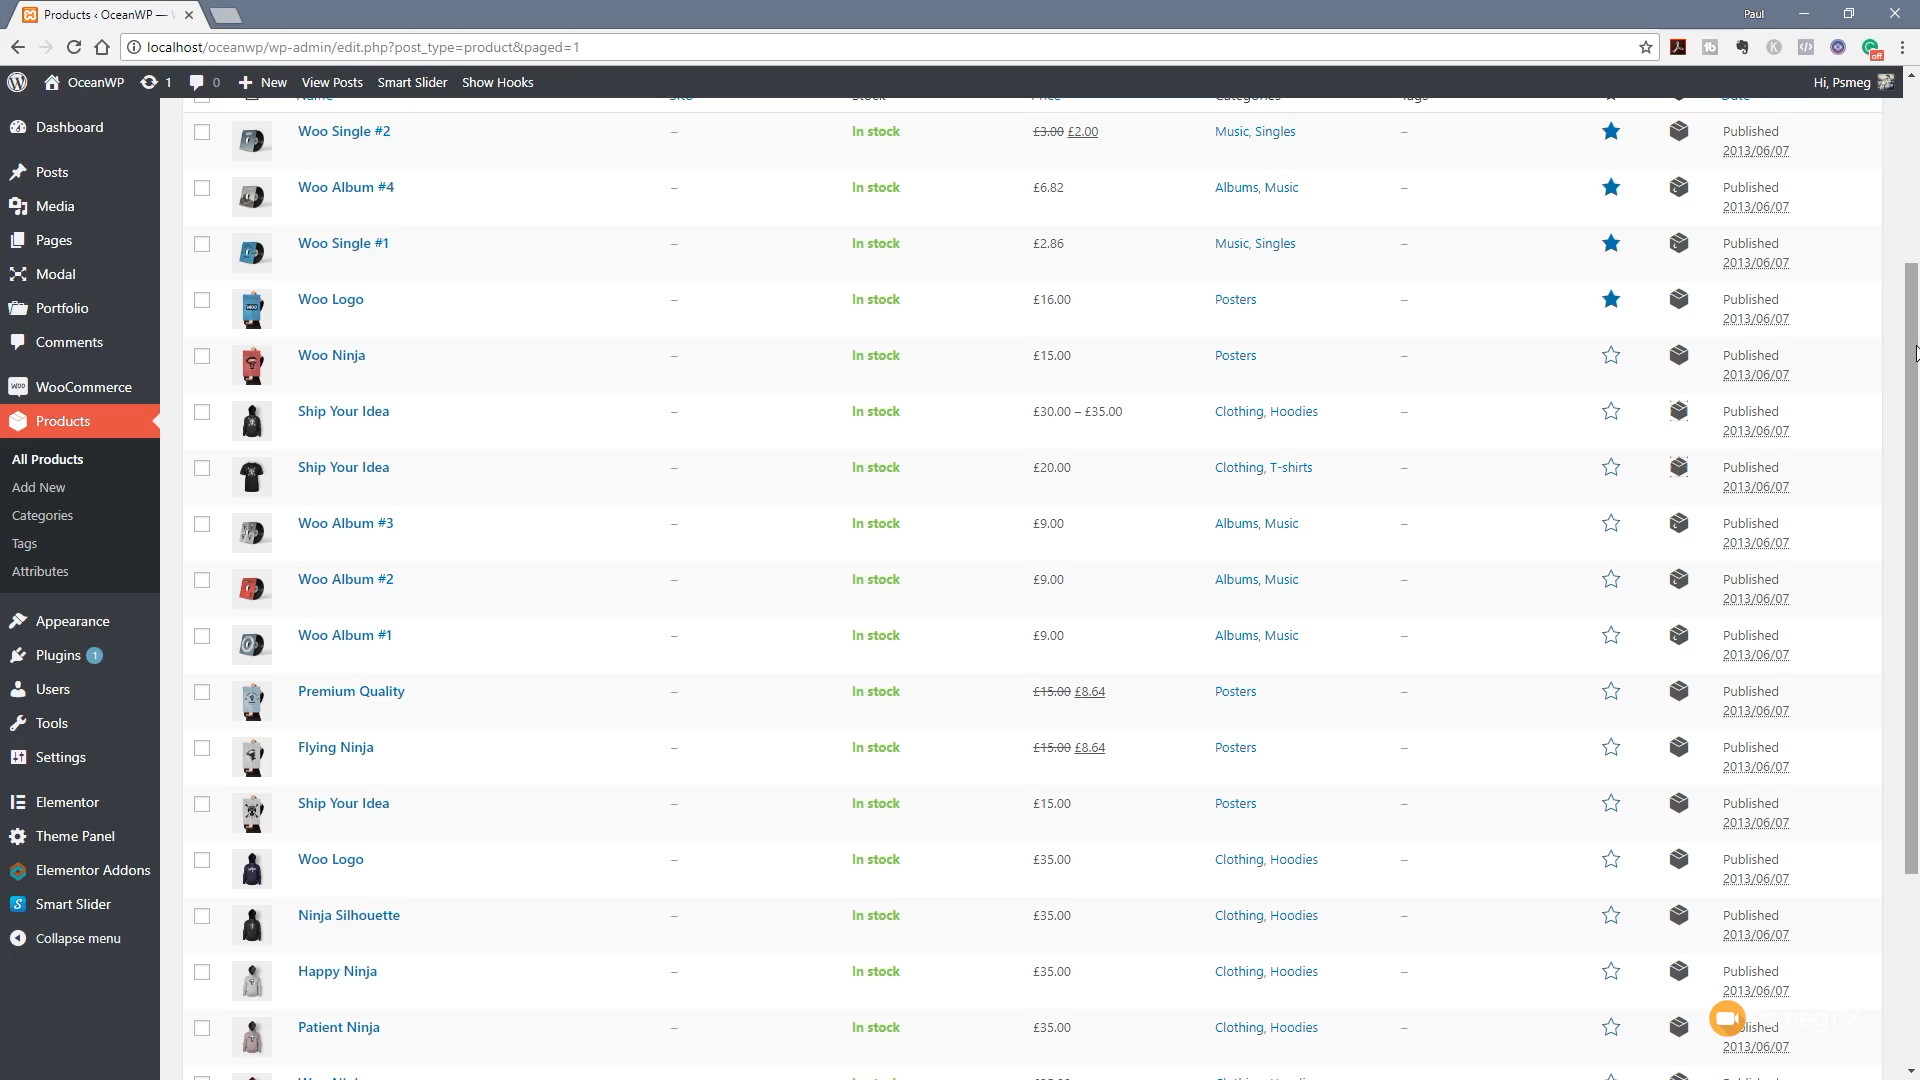 Products ‹ OceanWP —
Paul
localhost/oceanwp/wp-admin/edit.php?post_type=product&paged=1
off
OceanWP 1 0 New View Posts Smart Slider Show Hooks Hi, Psmeg
Name SKU Stock Price Categories Tags Date
Dashboard
Posts
Media
Pages
Modal
Portfolio
Comments
WooCommerce
Products
All Products
Add New
Categories
Tags
Attributes
Appearance
Plugins 1
Users
Tools
Settings
Elementor
Theme Panel
Elementor Addons
Smart Slider
Collapse menu
Woo Single #2 – In stock £3.00 £2.00 Music, Singles – Published
2013/06/07
Woo Album #4 – In stock £6.82 Albums, Music – Published
2013/06/07
Woo Single #1 – In stock £2.86 Music, Singles – Published
2013/06/07
Woo Logo – In stock £16.00 Posters – Published
2013/06/07
Woo Ninja – In stock £15.00 Posters – Published
2013/06/07
Ship Your Idea – In stock £30.00 – £35.00 Clothing, Hoodies – Published
2013/06/07
Ship Your Idea – In stock £20.00 Clothing, T-shirts – Published
2013/06/07
Woo Album #3 – In stock £9.00 Albums, Music – Published
2013/06/07
Woo Album #2 – In stock £9.00 Albums, Music – Published
2013/06/07
Woo Album #1 – In stock £9.00 Albums, Music – Published
2013/06/07
Premium Quality – In stock £15.00 £8.64 Posters – Published
2013/06/07
Flying Ninja – In stock £15.00 £8.64 Posters – Published
2013/06/07
Ship Your Idea – In stock £15.00 Posters – Published
2013/06/07
Woo Logo – In stock £35.00 Clothing, Hoodies – Published
2013/06/07
Ninja Silhouette – In stock £35.00 Clothing, Hoodies – Published
2013/06/07
Happy Ninja – In stock £35.00 Clothing, Hoodies – Published
2013/06/07
Patient Ninja – In stock £35.00 Clothing, Hoodies – lished
2013/06/07